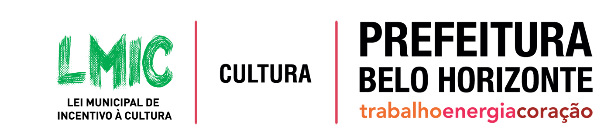 LMIC
LEI MUNICIPAL DE
INCENTIVO À CULTURA
CULTURA
PREFEITURA
BELO HORIZONTE
trabalhoenergiacoração